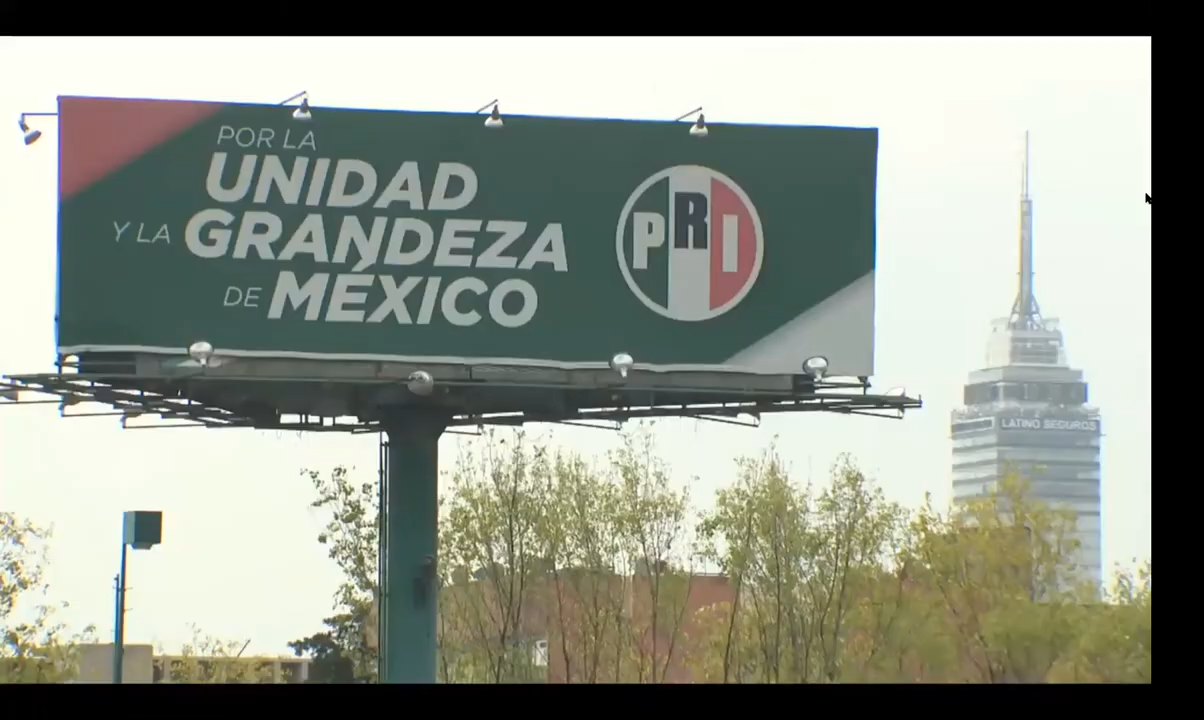 POR LA
UNIDAD
Y LA GRANDEZA
DE MÉXICO
PRI
LATINO SEGUROS